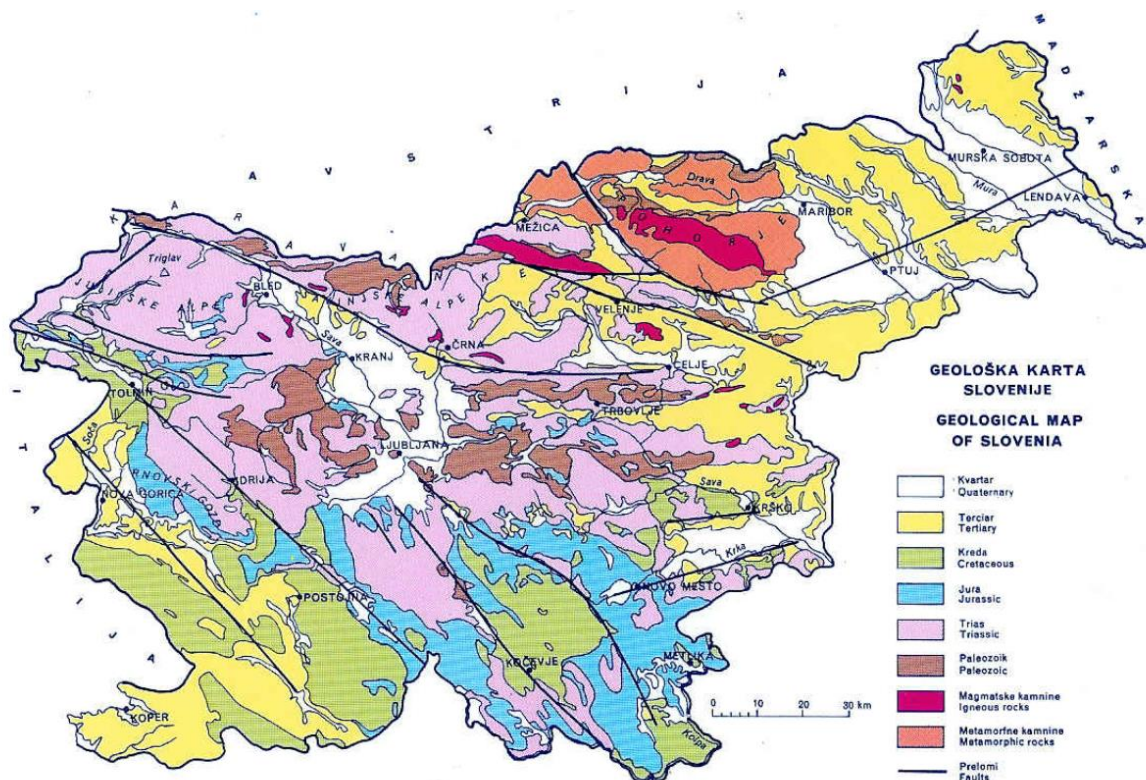 AVSTRIJA
MADŽARSKA
ITALIJA
KARAVANKE
MURSKA SOBOTA
Mura
LENDAVA
Drava
MARIBOR
POHORJE
MEŽICA
PTUJ
Triglav
JULIJSKE ALPE
BLED
KAMNIŠKE ALPE
VELENJE
Sava
KRANJ
ČRNA
CELJE
TOLMIN
TRBOVLJE
LJUBLJANA
Soča
IDRIJA
NOVA GORICA
Sava
KRŠKO
Krka
NOVO MESTO
POSTOJNA
METLIKA
KOČEVJE
KOPER
Kolpa
0 10 20 30 km
GEOLOŠKA KARTA
SLOVENIJE
GEOLOGICAL MAP
OF SLOVENIA
Kvartar
Quaternary
Terciar
Tertiary
Kreda
Cretaceous
Jura
Jurassic
Trias
Triassic
Paleozoik
Paleozoic
Magmatske kamnine
Igneous rocks
Metamorfne kamnine
Metamorphic rocks
Prelomi
Faults